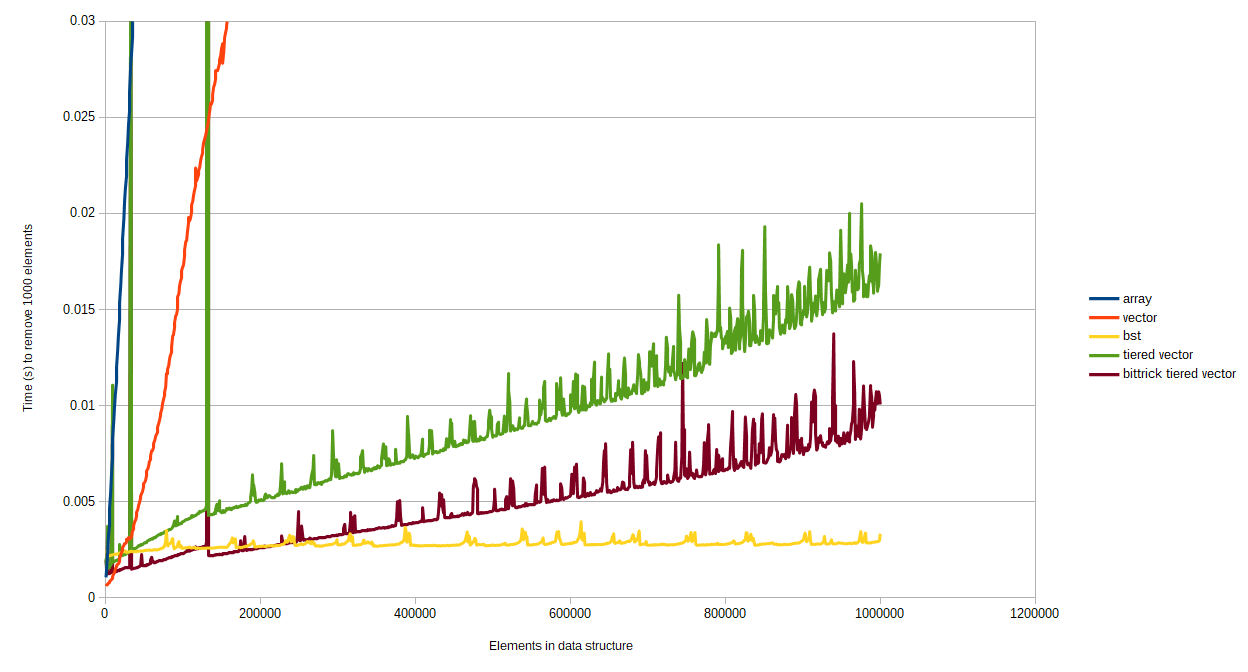 0.03
0.025
0.02
0.015
0.01
0.005
0
0 200000 400000 600000 800000 1000000 1200000
Time (s) to remove 1000 elements
Elements in data structure
array
vector
bst
tiered vector
bittrick tiered vector